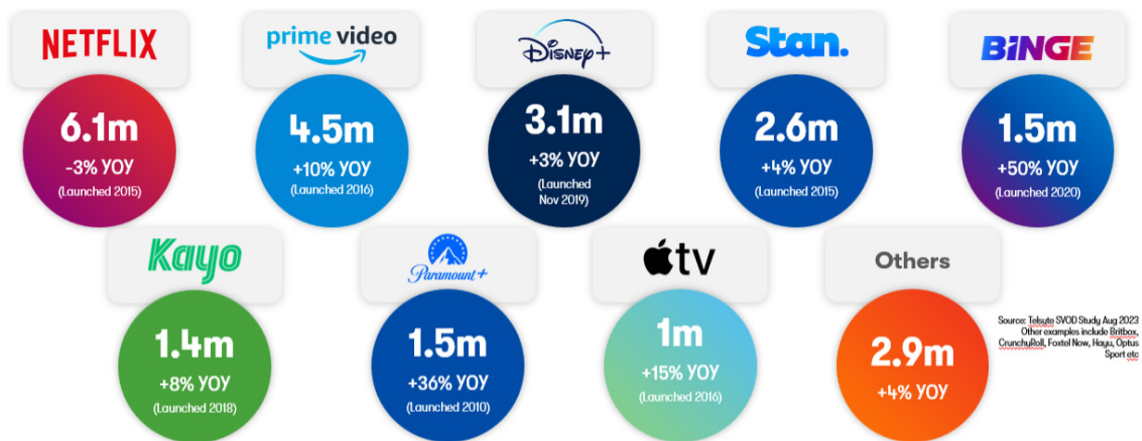 NETFLIX
6.1m
-3% YOY
(Launched 2015)
prime video
4.5m
+10% YOY
(Launched 2016)
Disney+
3.1m
+3% YOY
(Launched
Nov 2019)
Stan.
2.6m
+4% YOY
(Launched 2015)
BiNGE
1.5m
+50% YOY
(Launched 2020)
Kayo
1.4m
+8% YOY
(Launched 2018)
Paramount+
1.5m
+36% YOY
(Launched 2010)
tv
1m
+15% YOY
(Launched 2016)
Others
2.9m
+4% YOY
Source: Telsyte SVOD Study Aug 2023
Other examples include Britbox,
CrunchyRoll, Foxtel Now, Hayu, Optus
Sport etc